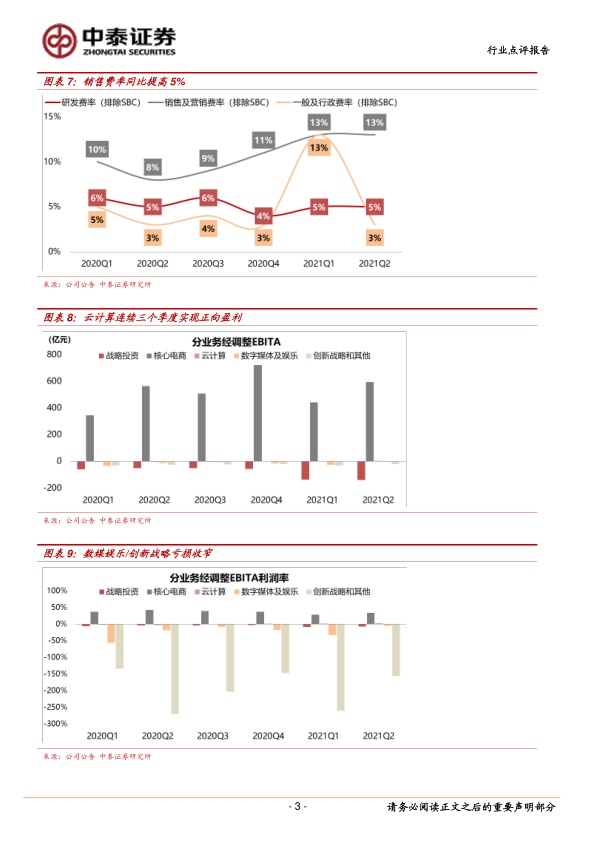 中泰证券
ZHONGTAI SECURITIES
行业点评报告
图表 7：销售费率同比提高 5%
研发费率（排除SBC） 销售及营销费率（排除SBC） 一般及行政费率（排除SBC）
15%
10%
5%
0%
10% 8% 9% 11% 13% 13%
6% 5% 6% 4% 5% 5%
5% 3% 4% 3% 13% 3%
2020Q1 2020Q2 2020Q3 2020Q4 2021Q1 2021Q2
来源：公司公告 中泰证券研究所
图表 8：云计算连续三个季度实现正向盈利
(亿元) 分业务经调整EBITA
战略投资 核心电商 云计算 数字媒体及娱乐 创新战略和其他
800
600
400
200
0
-200
2020Q1 2020Q2 2020Q3 2020Q4 2021Q1 2021Q2
来源：公司公告 中泰证券研究所
图表 9：数媒娱乐/创新战略亏损收窄
分业务经调整EBITA利润率
战略投资 核心电商 云计算 数字媒体及娱乐 创新战略和其他
100%
50%
0%
-50%
-100%
-150%
-200%
-250%
-300%
2020Q1 2020Q2 2020Q3 2020Q4 2021Q1 2021Q2
来源：公司公告 中泰证券研究所
- 3 -
请务必阅读正文之后的重要声明部分